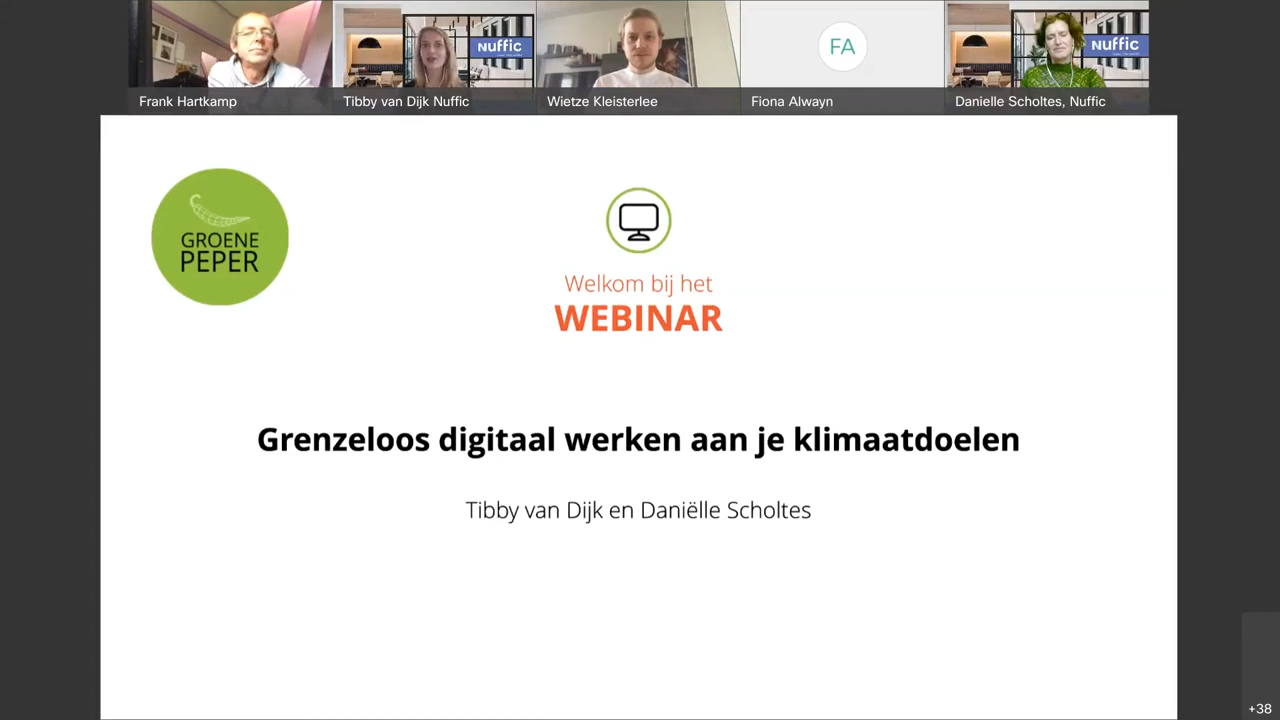 nuffic
nuffic
FA
Frank Hartkamp
Tibby van Dijk Nuffic
Wietze Kleisterlee
Fiona Alwayn
Danielle Scholtes, Nuffic
GROENE
PEPER
Welkom bij het
WEBINAR
Grenzeloos digitaal werken aan je klimaatdoelen
Tibby van Dijk en Daniëlle Scholtes
+38